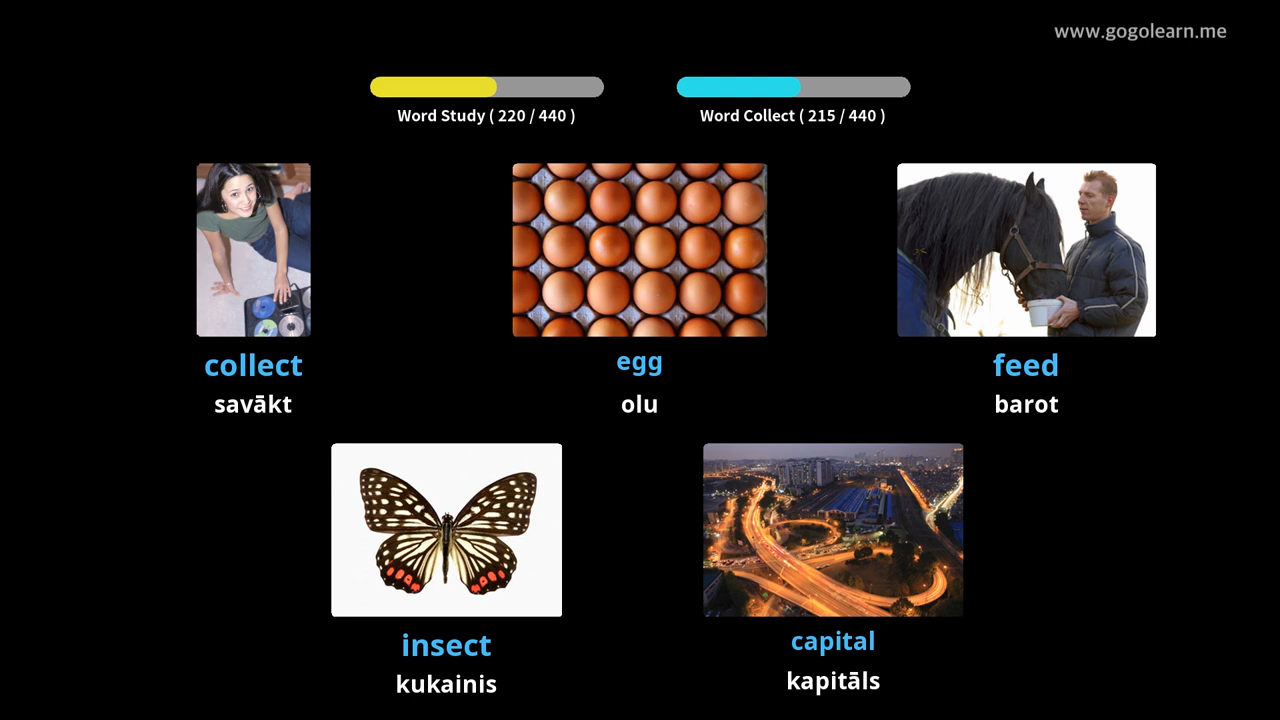 www.gogolearn.me
Word Study ( 220 / 440 )
Word Collect ( 215 / 440 )
collect
savākt
egg
olu
feed
barot
insect
kukainis
capital
kapitāls